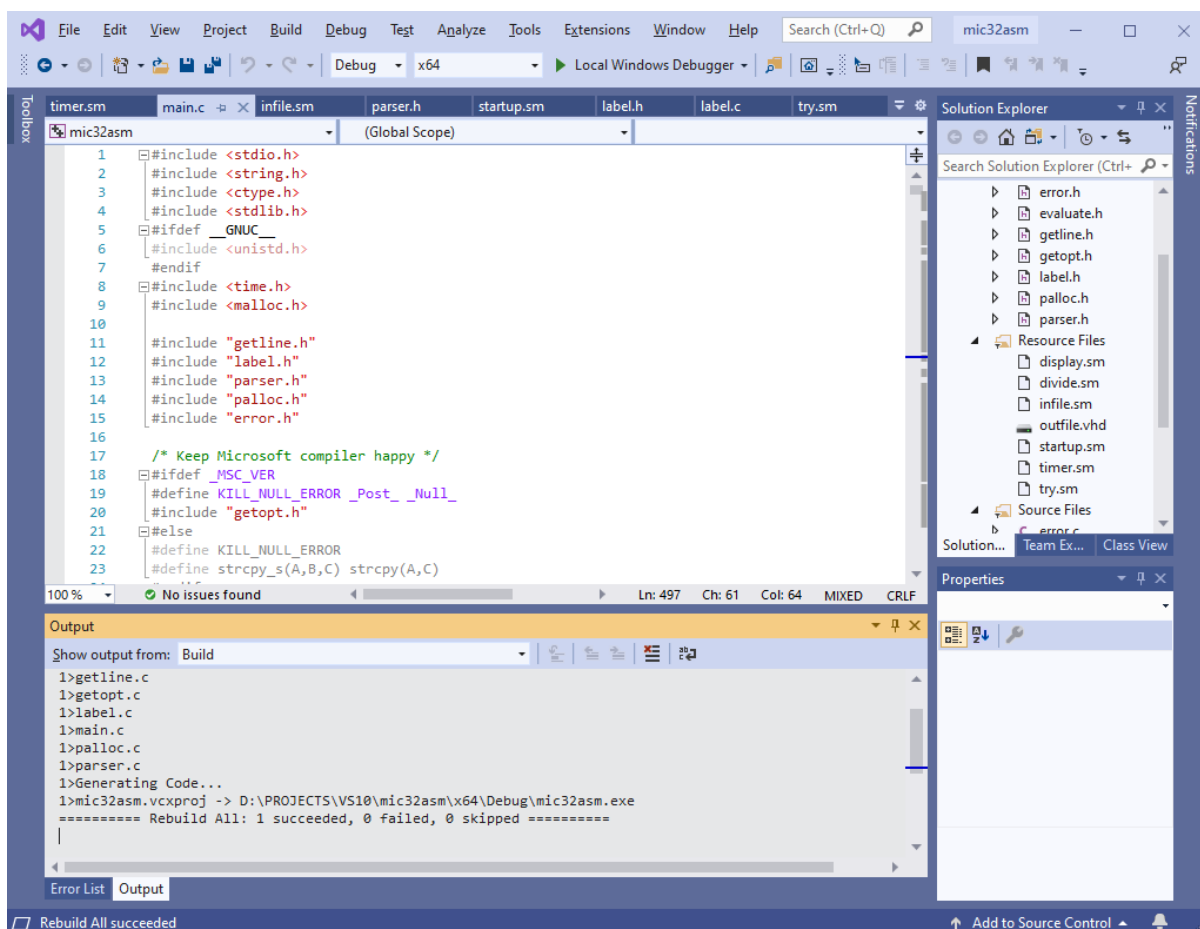 File Edit View Project Build Debug Test Analyze Tools Extensions Window Help Search (Ctrl+Q) mic32asm
Debug x64 Local Windows Debugger
Toolbox
timer.sm main.c infile.sm parser.h startup.sm label.h label.c try.sm
mic32asm (Global Scope)
1 #include <stdio.h>
2 #include <string.h>
3 #include <ctype.h>
4 #include <stdlib.h>
5 #ifdef __GNUC__
6 #include <unistd.h>
7 #endif
8 #include <time.h>
9 #include <malloc.h>
10
11 #include "getline.h"
12 #include "label.h"
13 #include "parser.h"
14 #include "palloc.h"
15 #include "error.h"
16
17 /* Keep Microsoft compiler happy */
18 #ifdef _MSC_VER
19 #define KILL_NULL_ERROR _Post_ _Null_
20 #include "getopt.h"
21 #else
22 #define KILL_NULL_ERROR
23 #define strcpy_s(A,B,C) strcpy(A,C)
100 % No issues found Ln: 497 Ch: 61 Col: 64 MIXED CRLF
Output
Show output from: Build
1>getline.c
1>getopt.c
1>label.c
1>main.c
1>palloc.c
1>parser.c
1>Generating Code...
1>mic32asm.vcxproj -> D:\PROJECTS\VS10\mic32asm\x64\Debug\mic32asm.exe
========== Rebuild All: 1 succeeded, 0 failed, 0 skipped ==========
Error List Output
Solution Explorer
Search Solution Explorer (Ctrl+
error.h
evaluate.h
getline.h
getopt.h
label.h
palloc.h
parser.h
Resource Files
display.sm
divide.sm
infile.sm
outfile.vhd
startup.sm
timer.sm
try.sm
Source Files
error.c
Solution... Team Ex... Class View
Properties
Notifications
Rebuild All succeeded Add to Source Control